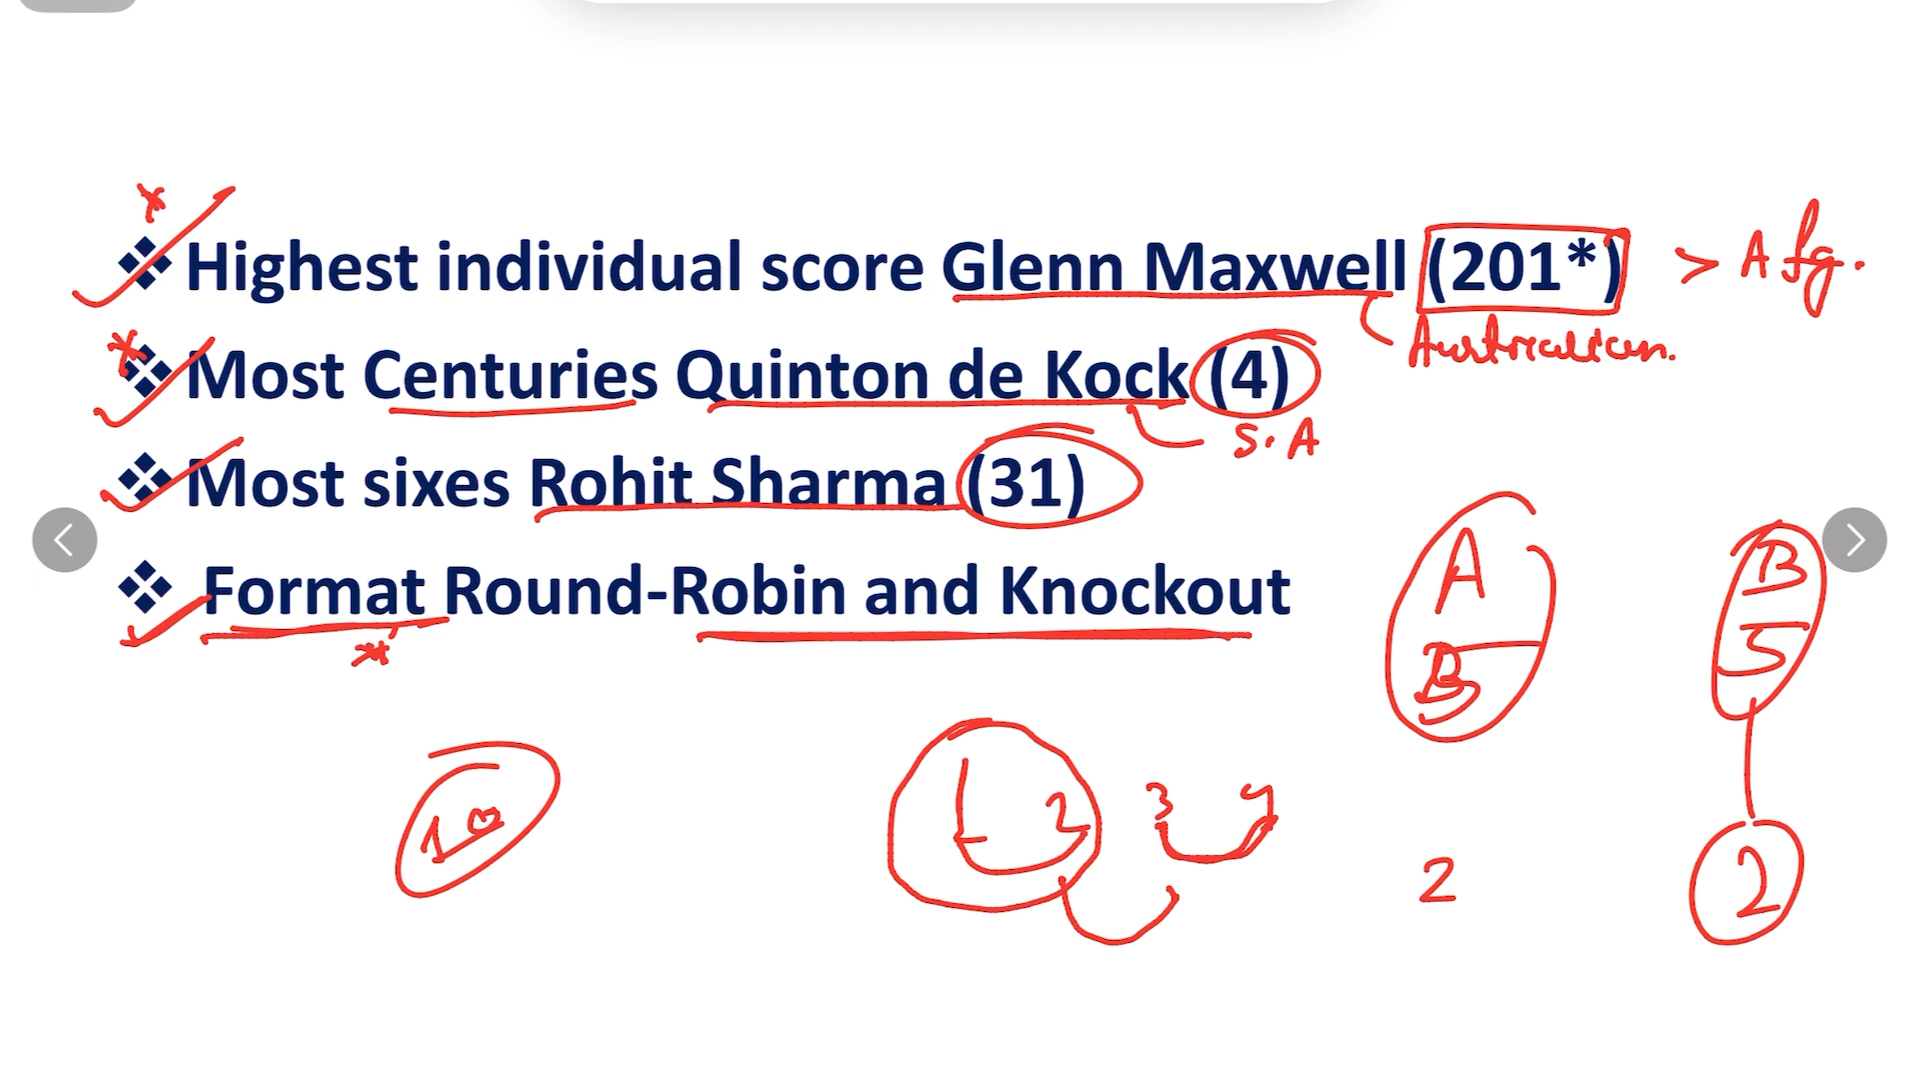 ❖ Highest individual score Glenn Maxwell (201*) > Afg.
Australian.
❖ Most Centuries Quinton de Kock (4)
S.A
❖ Most sixes Rohit Sharma (31)
❖ Format Round-Robin and Knockout
A
B
B
5
10
1 2 3 4
2
2